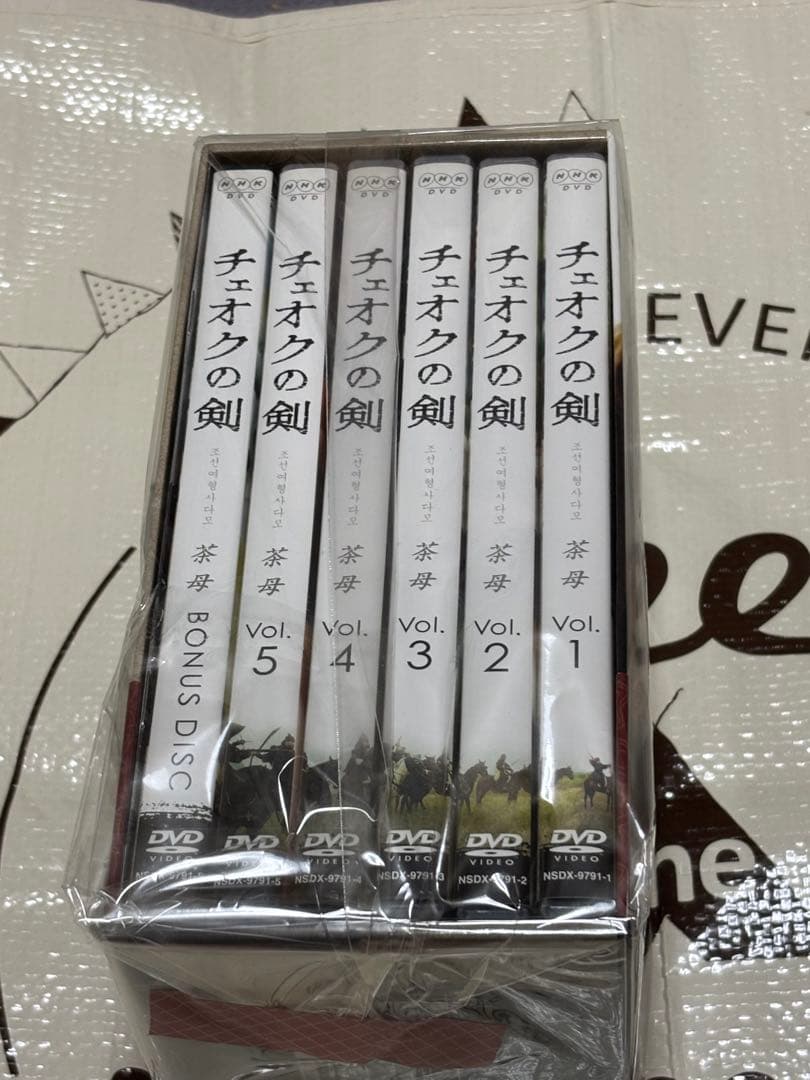 NHK
DVD
チェオクの剣
조선여형사다모
茶母
BONUS DISC
DVD
VIDEO
NHK
DVD
チェオクの剣
조선여형사다모
茶母
Vol.
5
DVD
VIDEO
NSDX-9791-5
NHK
DVD
チェオクの剣
조선여형사다모
茶母
Vol.
4
DVD
VIDEO
NSDX-9791-4
NHK
DVD
チェオクの剣
조선여형사다모
茶母
Vol.
3
DVD
VIDEO
NSDX-9791-3
NHK
DVD
チェオクの剣
조선여형사다모
茶母
Vol.
2
DVD
VIDEO
NSDX-9791-2
NHK
DVD
チェオクの剣
조선여형사다모
茶母
Vol.
1
DVD
VIDEO
NSDX-9791-1